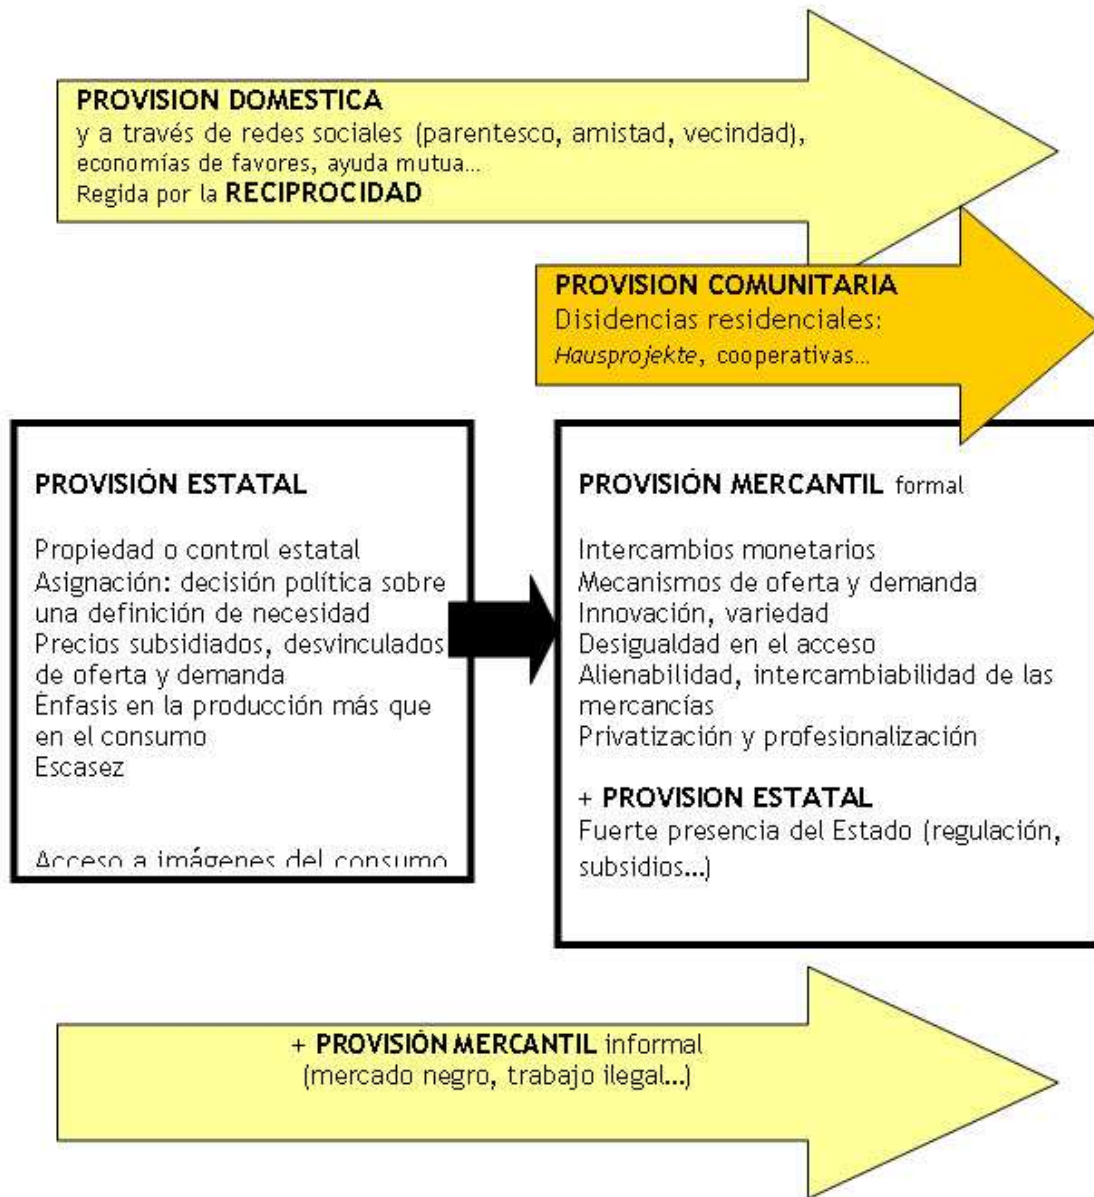 PROVISION DOMESTICA
y a través de redes sociales (parentesco, amistad, vecindad),
economías de favores, ayuda mutua...
Regida por la RECIPROCIDAD
PROVISION COMUNITARIA
Disidencias residenciales:
Hausprojekte, cooperativas...
PROVISIÓN ESTATAL
Propiedad o control estatal
Asignación: decisión política sobre
una definición de necesidad
Precios subsidiados, desvinculados
de oferta y demanda
Énfasis en la producción más que
en el consumo
Escasez
Acceso a imágenes del consumo
PROVISIÓN MERCANTIL formal
Intercambios monetarios
Mecanismos de oferta y demanda
Innovación, variedad
Desigualdad en el acceso
Alienabilidad, intercambiabilidad de las
mercancías
Privatización y profesionalización
+ PROVISION ESTATAL
Fuerte presencia del Estado (regulación,
subsidios...)
+ PROVISIÓN MERCANTIL informal
(mercado negro, trabajo ilegal...)